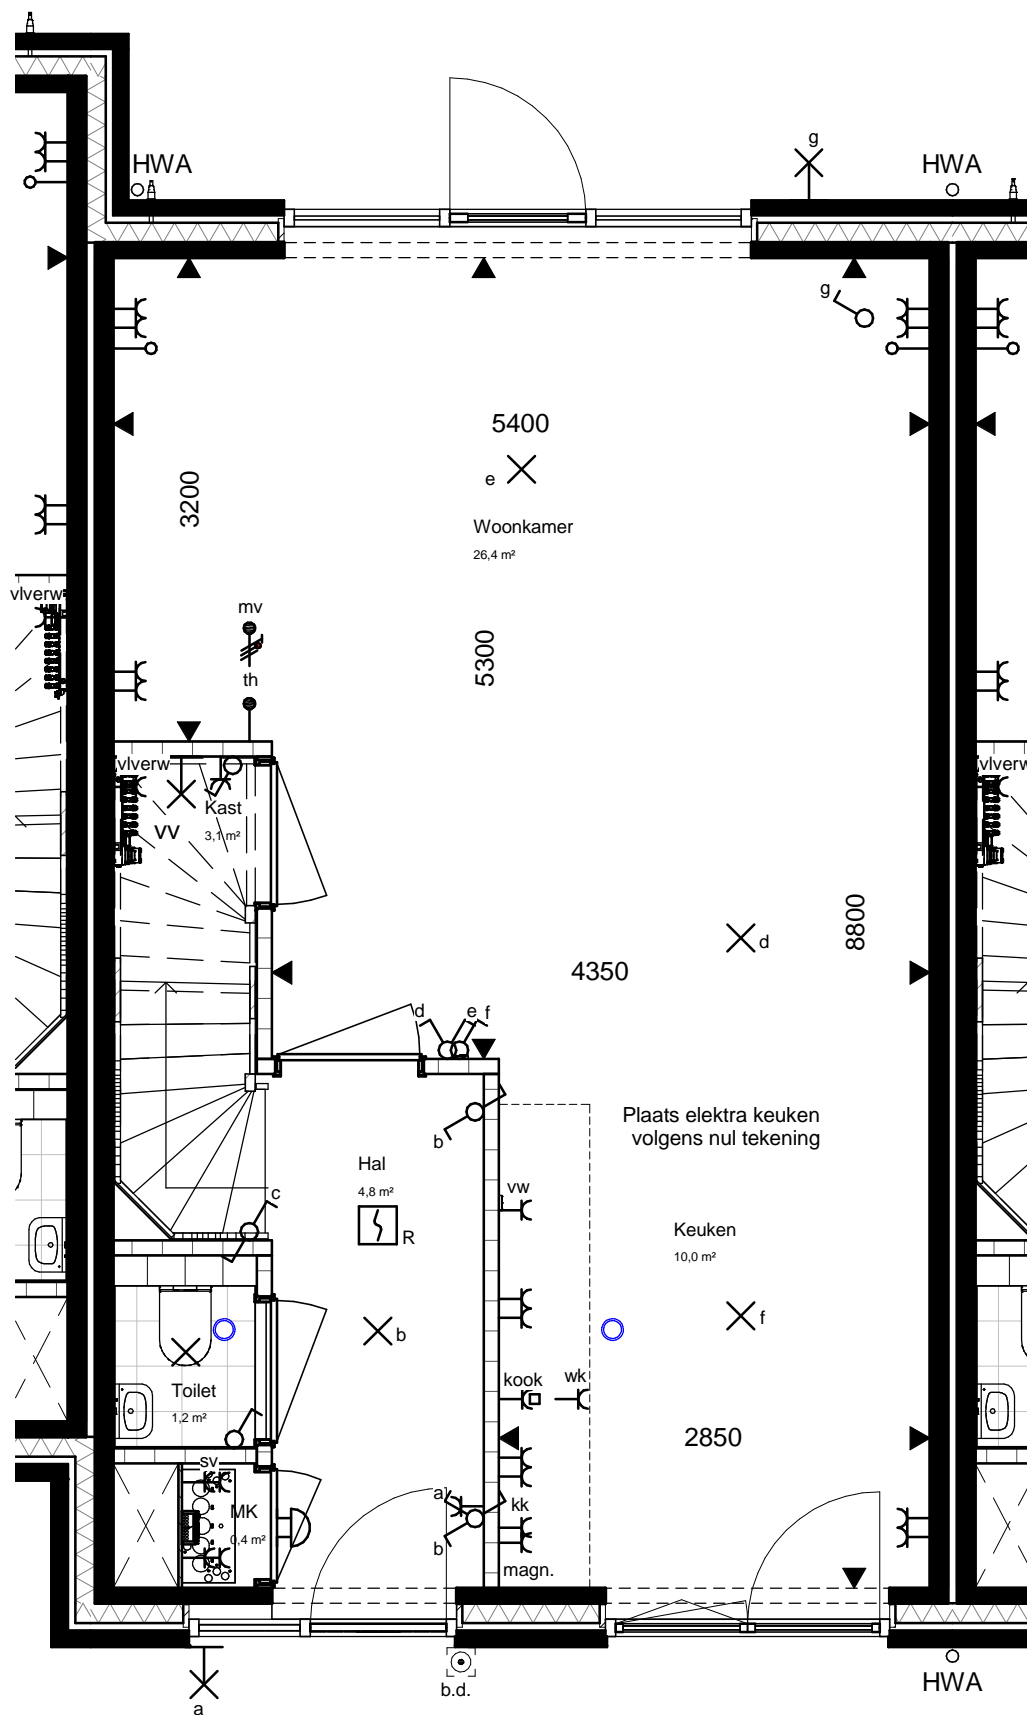 g
HWA
HWA
g
5400
e
3200
Woonkamer
26,4 m²
vlverw
mv
5300
th
vlverw
vlverw
Kast
VV
3,1 m²
8800
d
4350
d
e
f
Plaats elektra keuken
volgens nul tekening
b
Hal
4,8 m²
vw
c
R
Keuken
10,0 m²
f
b
kook
wk
Toilet
1,2 m²
2850
sv
a
kk
MK
0,4 m²
b
magn.
HWA
b.d.
a